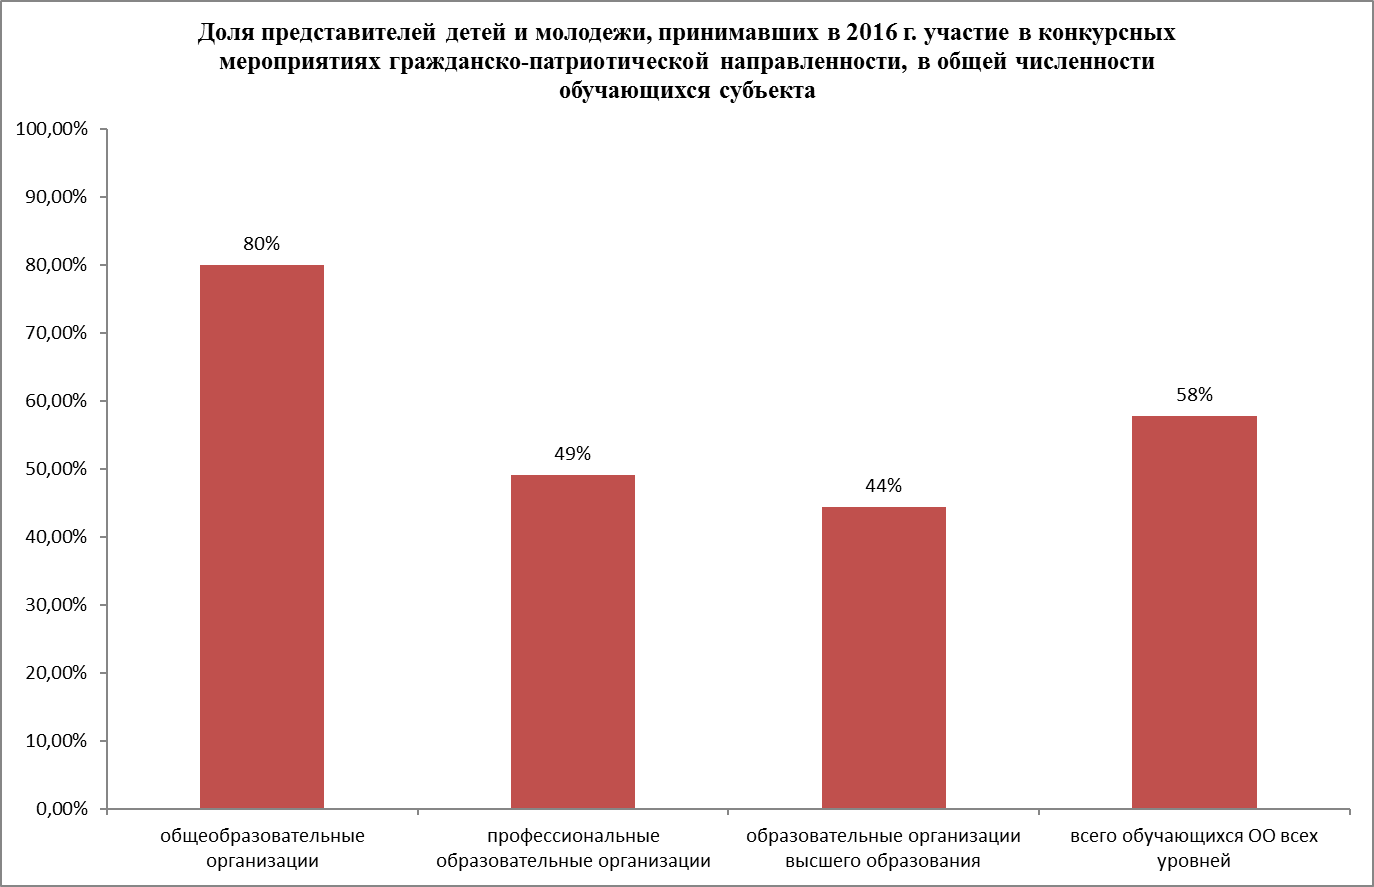 Доля представителей детей и молодежи, принимавших в 2016 г. участие в конкурсных
мероприятиях гражданско-патриотической направленности, в общей численности
обучающихся субъекта
100,00%
90,00%
80,00%
70,00%
60,00%
50,00%
40,00%
30,00%
20,00%
10,00%
0,00%
80%
49%
44%
58%
общеобразовательные
организации
профессиональные
образовательные организации
образовательные организации
высшего образования
всего обучающихся ОО всех
уровней